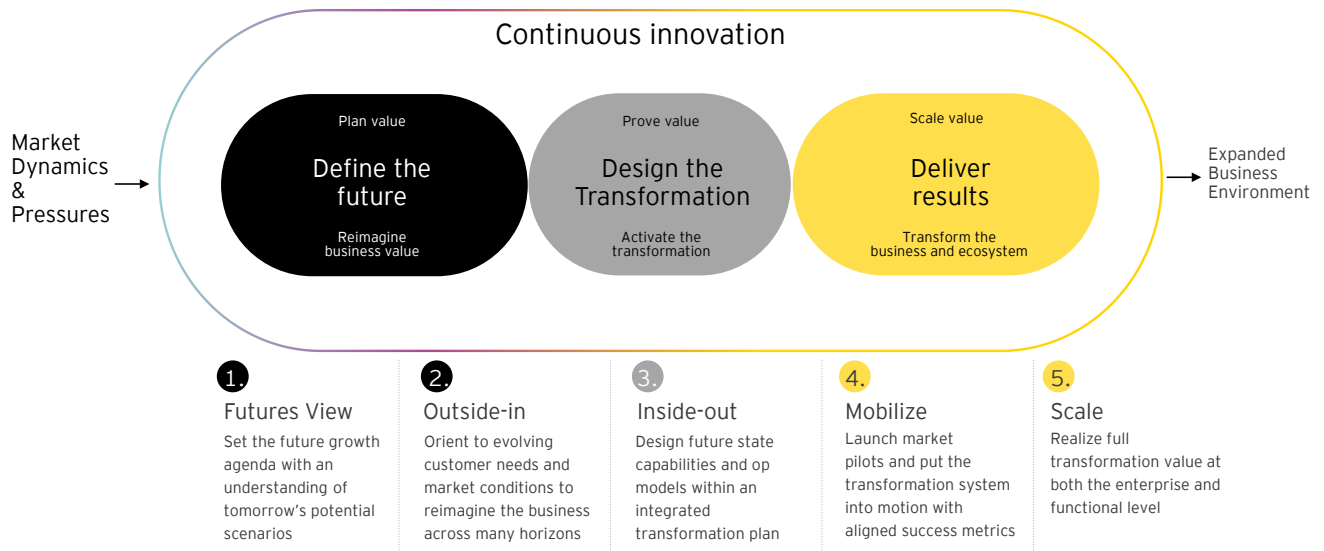 Continuous innovation
Market
Dynamics
&
Pressures
Plan value
Define the
future
Reimagine
business value
Prove value
Design the
Transformation
Activate the
transformation
Scale value
Deliver
results
Transform the
business and ecosystem
Expanded
Business
Environment
1.
Futures View
Set the future growth
agenda with an
understanding of
tomorrow's potential
scenarios
2.
Outside-in
Orient to evolving
customer needs and
market conditions to
reimagine the business
across many horizons
3.
Inside-out
Design future state
capabilities and op
models within an
integrated
transformation plan
4.
Mobilize
Launch market
pilots and put the
transformation system
into motion with
aligned success metrics
5.
Scale
Realize full
transformation value at
both the enterprise and
functional level